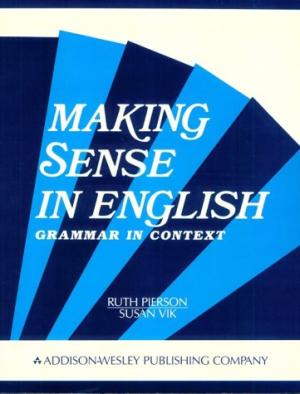 MAKING
SENSE
IN ENGLISH
GRAMMAR IN CONTEXT
RUTH PIERSON
SUSAN VIK
ADDISON-WESLEY PUBLISHING COMPANY